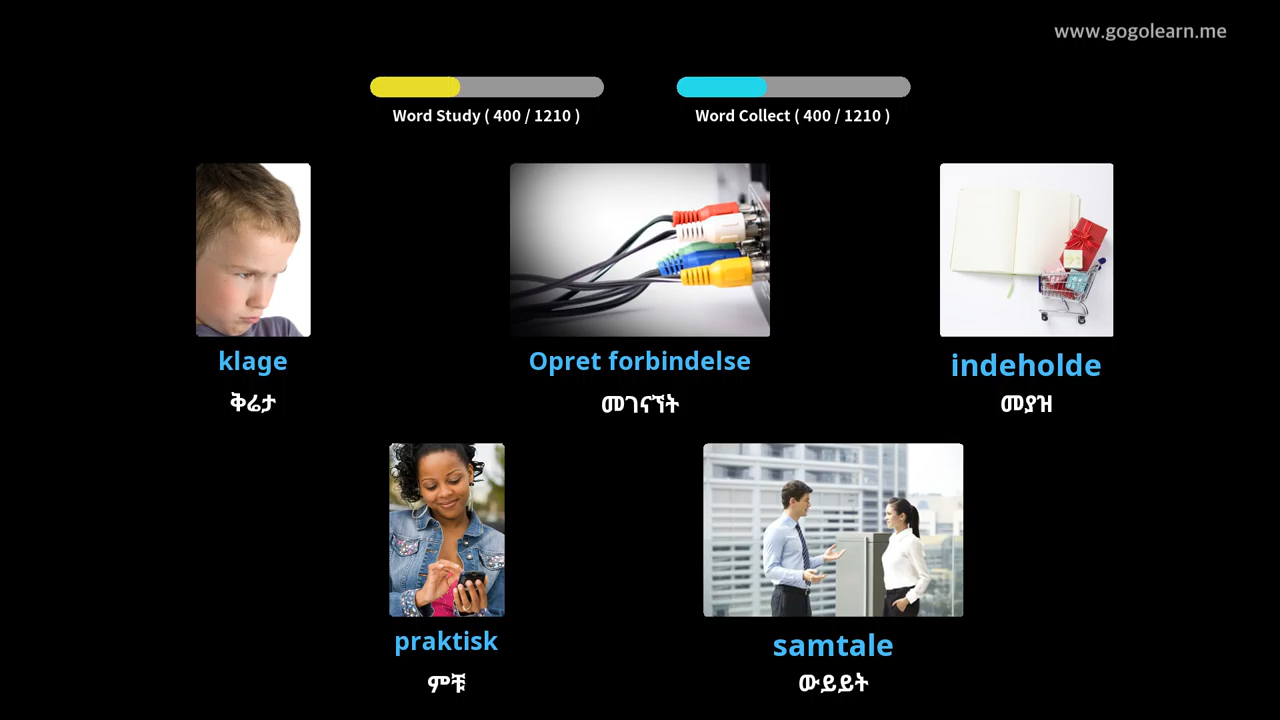 www.gogolearn.me
Word Study ( 400 / 1210 )
Word Collect ( 400 / 1210 )
klage
Opret forbindelse
indeholde
ቅሬታ
መገናኘት
መያዝ
praktisk
samtale
ምቹ
ውይይት